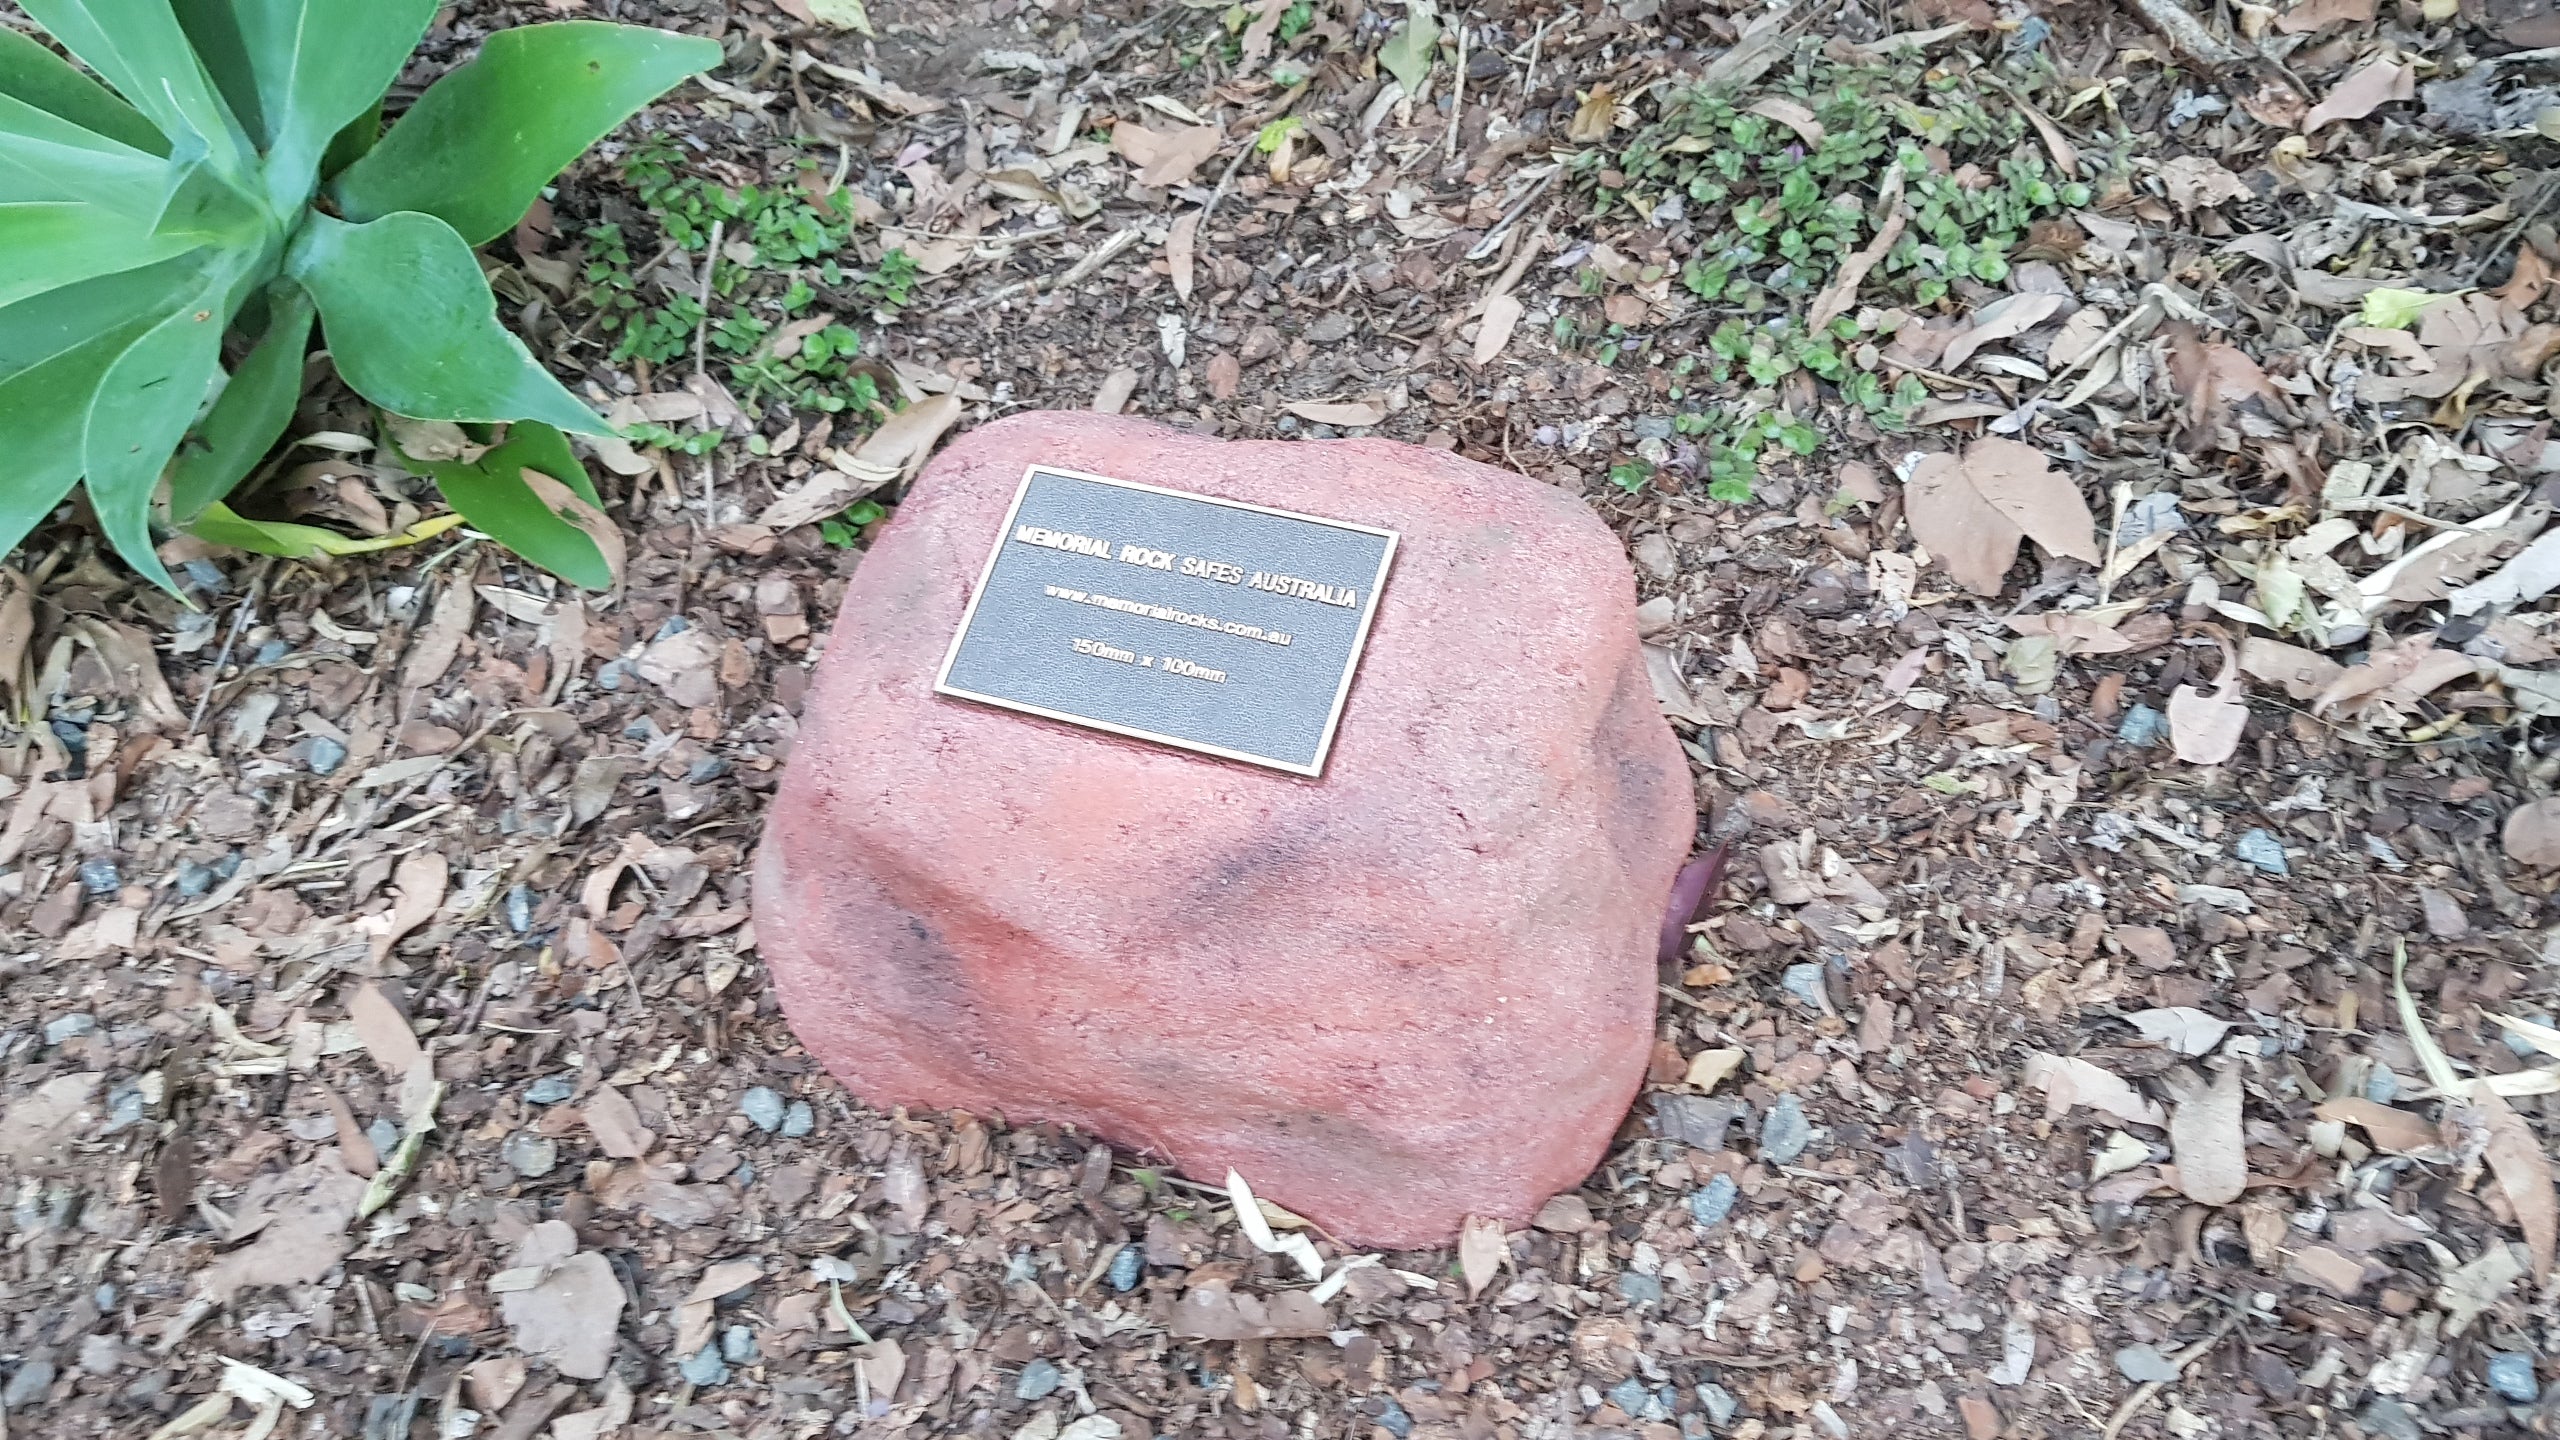 MEMORIAL ROCK SAFES AUSTRALIA
www.memorialrocks.com.au
150mm x 100mm